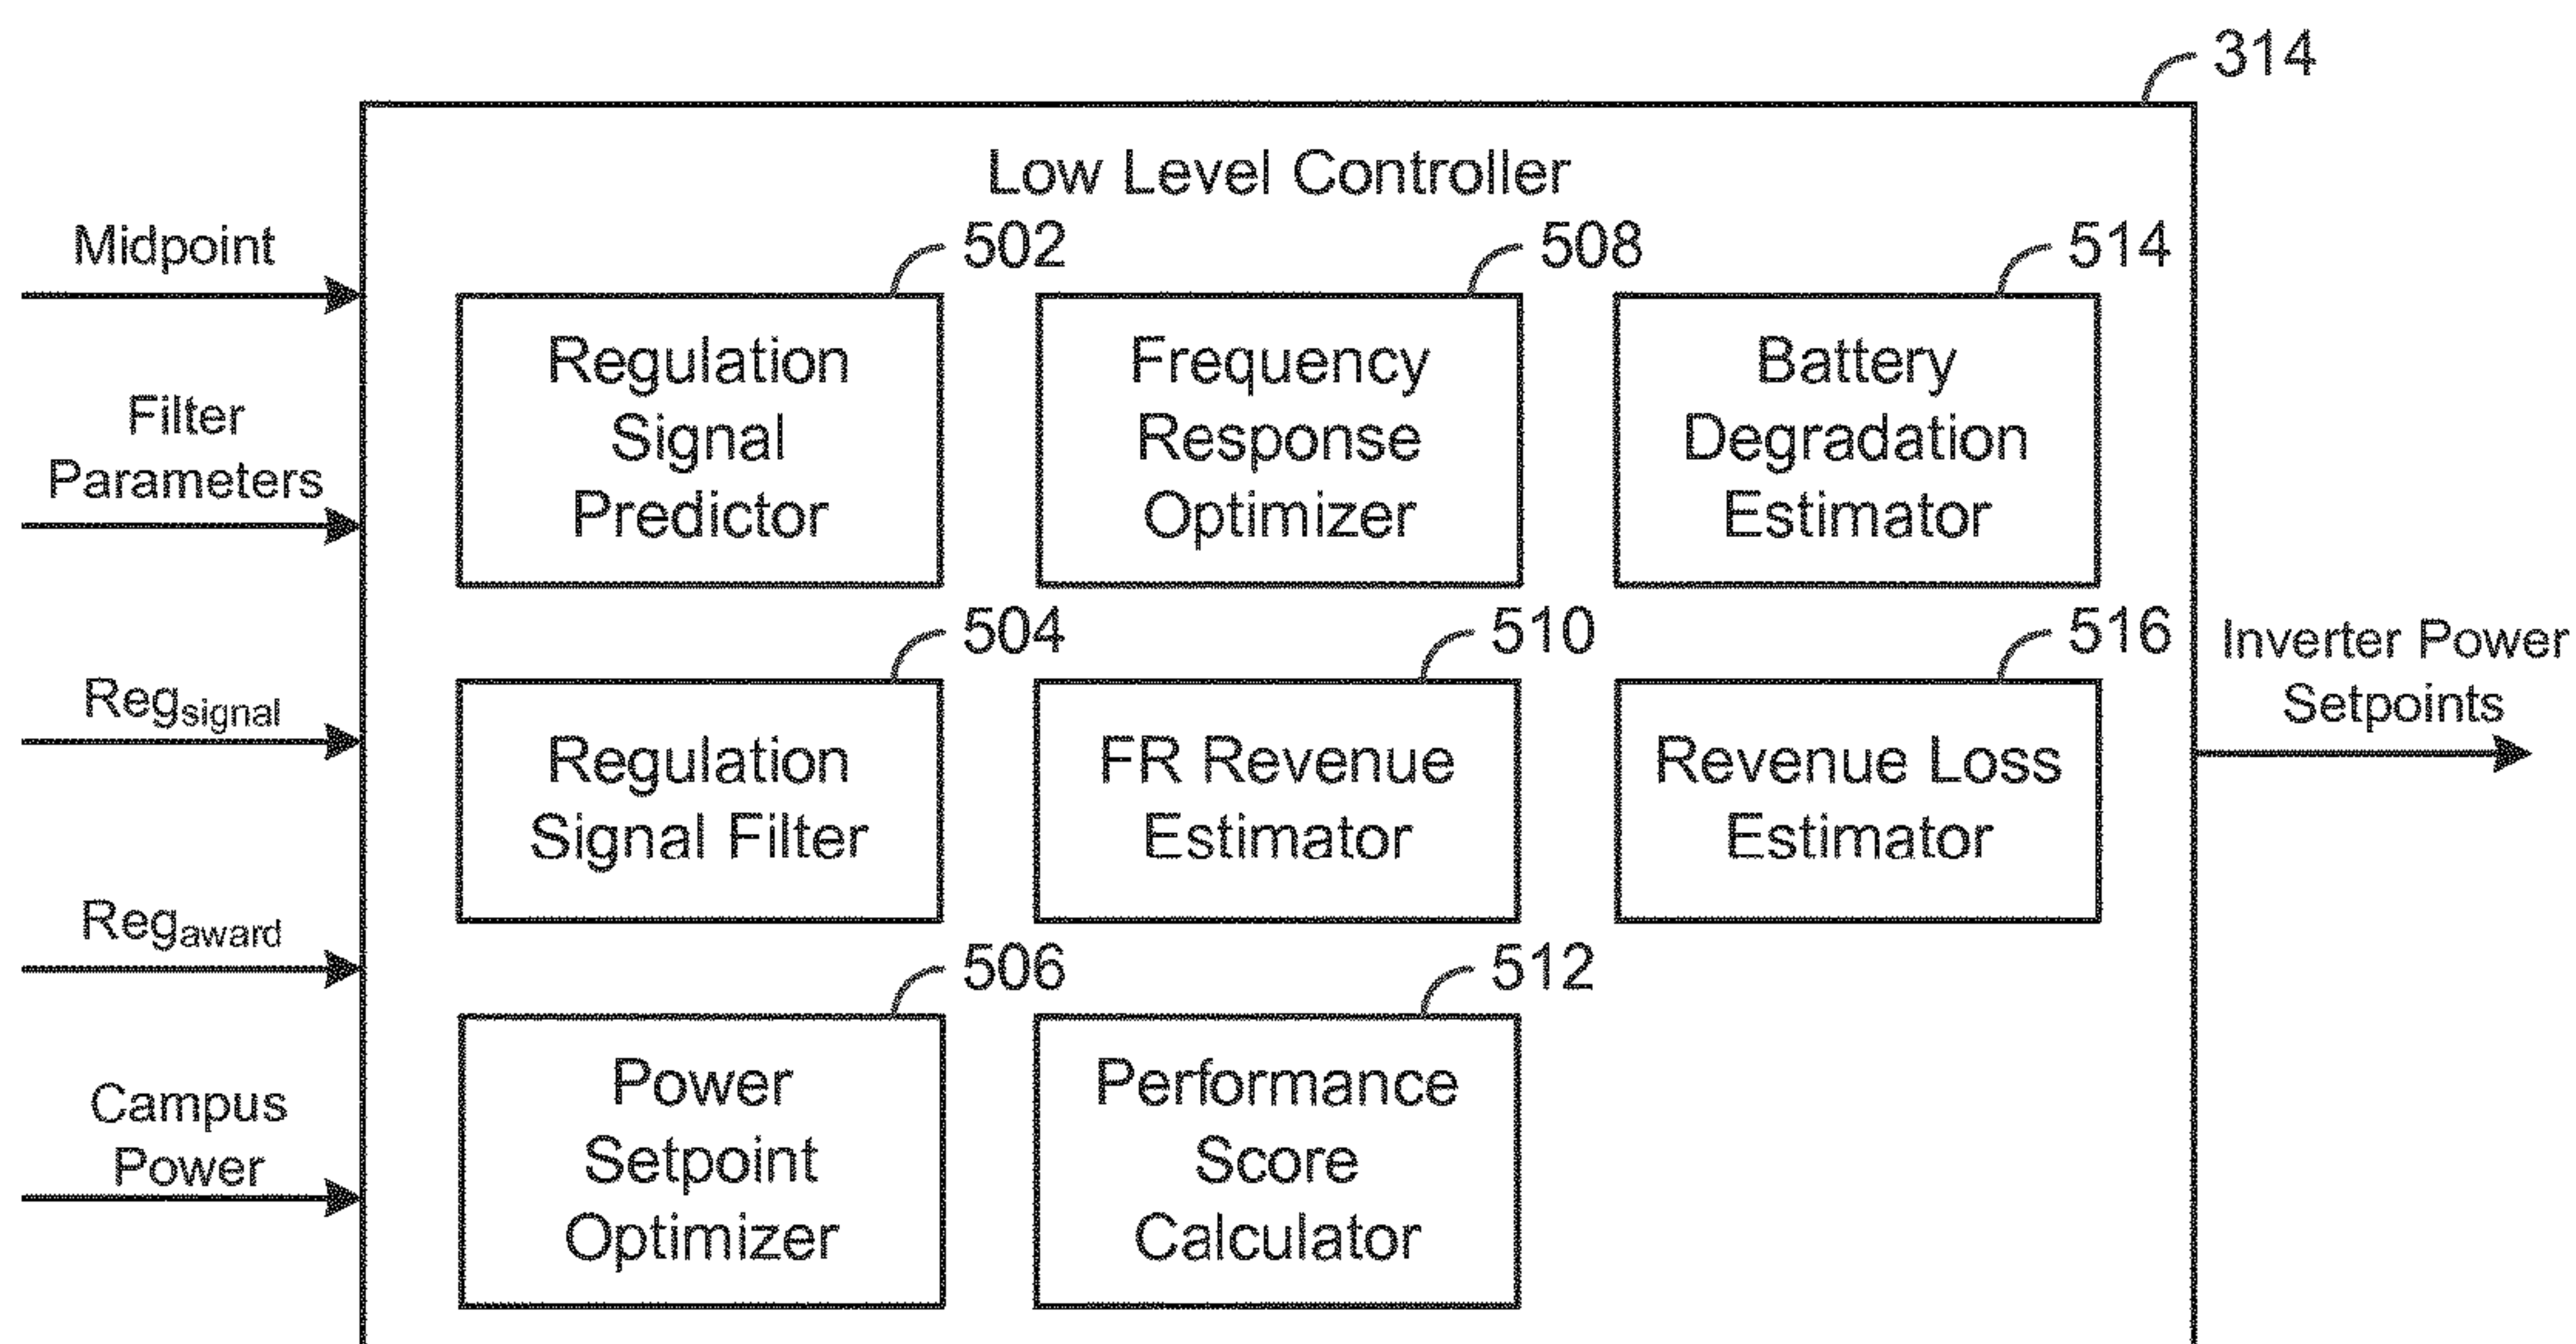 314
Low Level Controller
Midpoint
Filter
Parameters
Reg_signal
Reg_award
Campus
Power
502
Regulation
Signal
Predictor
508
Frequency
Response
Optimizer
514
Battery
Degradation
Estimator
504
Regulation
Signal Filter
510
FR Revenue
Estimator
516
Revenue Loss
Estimator
506
Power
Setpoint
Optimizer
512
Performance
Score
Calculator
Inverter Power
Setpoints